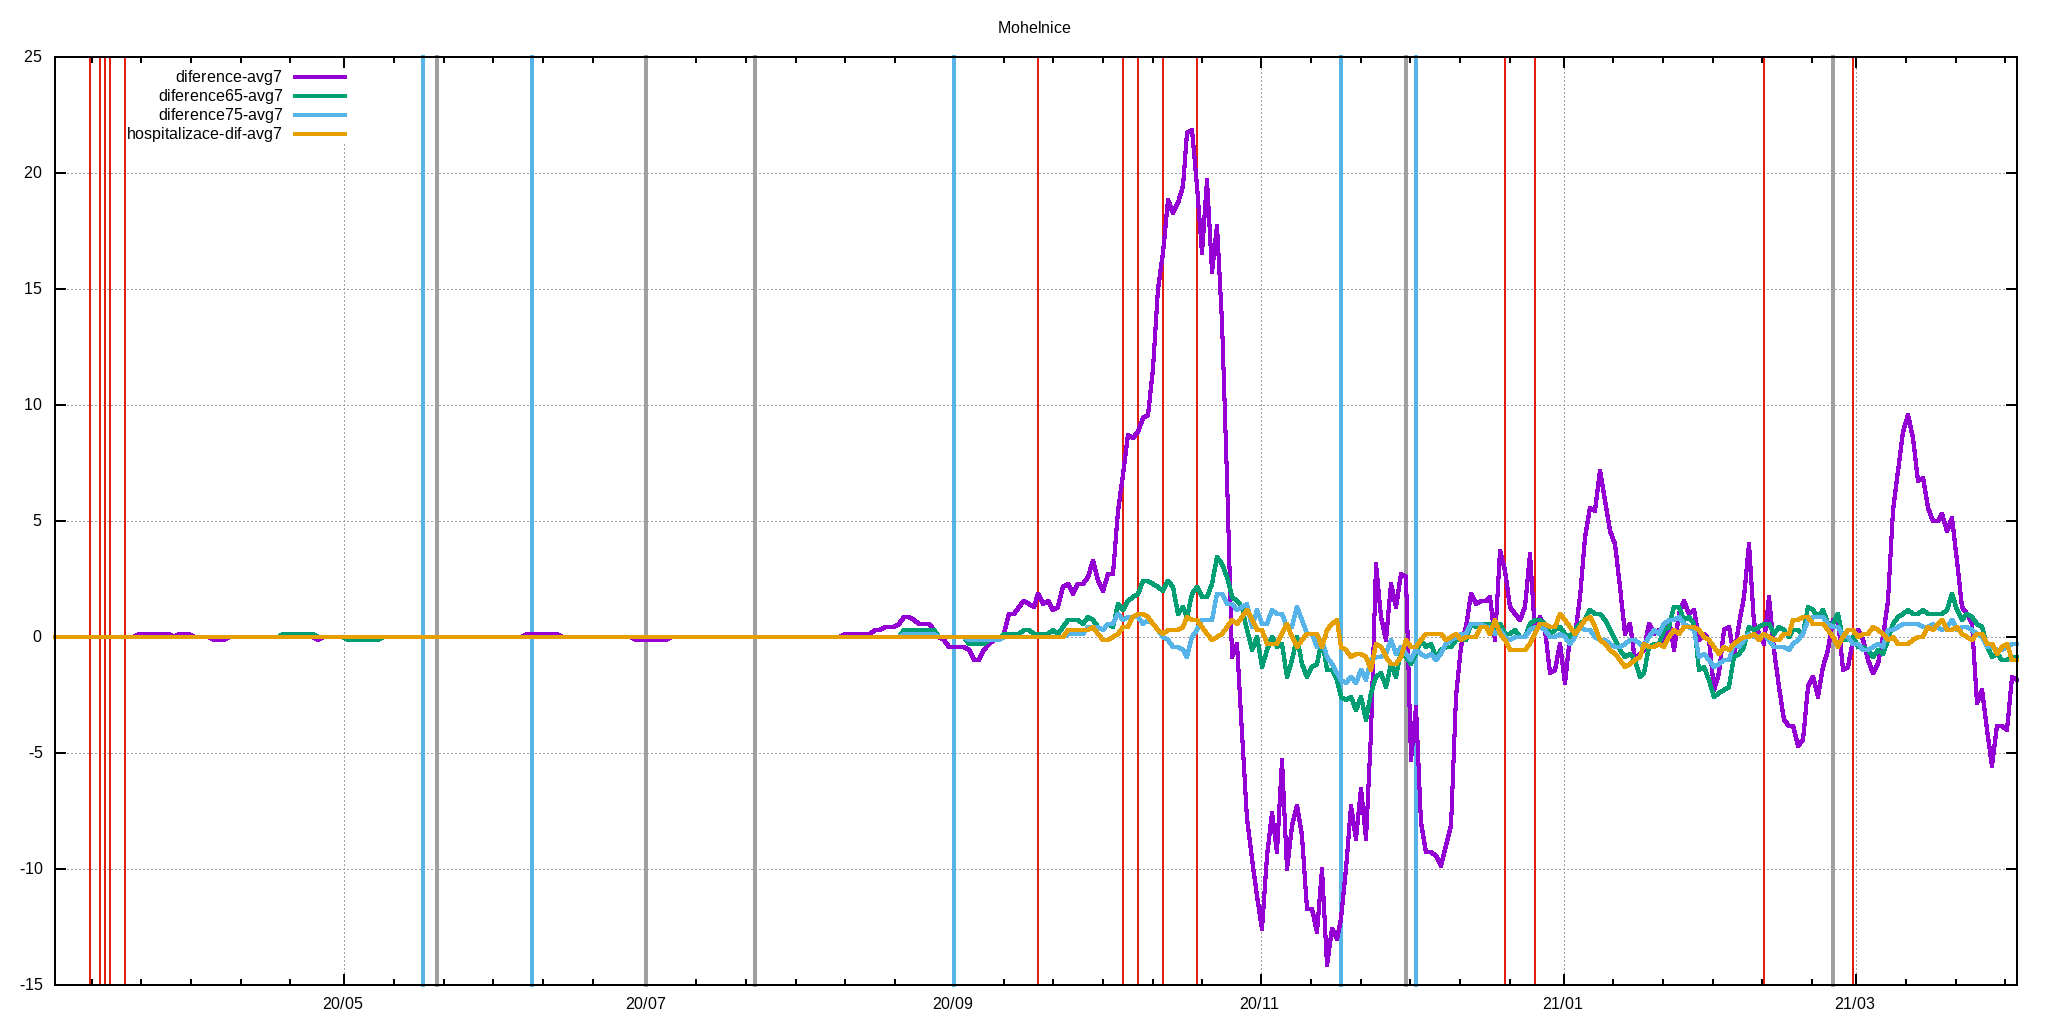 Mohelnice
25
diference-avg7
diference65-avg7
diference75-avg7
hospitalizace-dif-avg7
20
15
10
5
0
-5
-10
-15
20/05 20/07 20/09 20/11 21/01 21/03